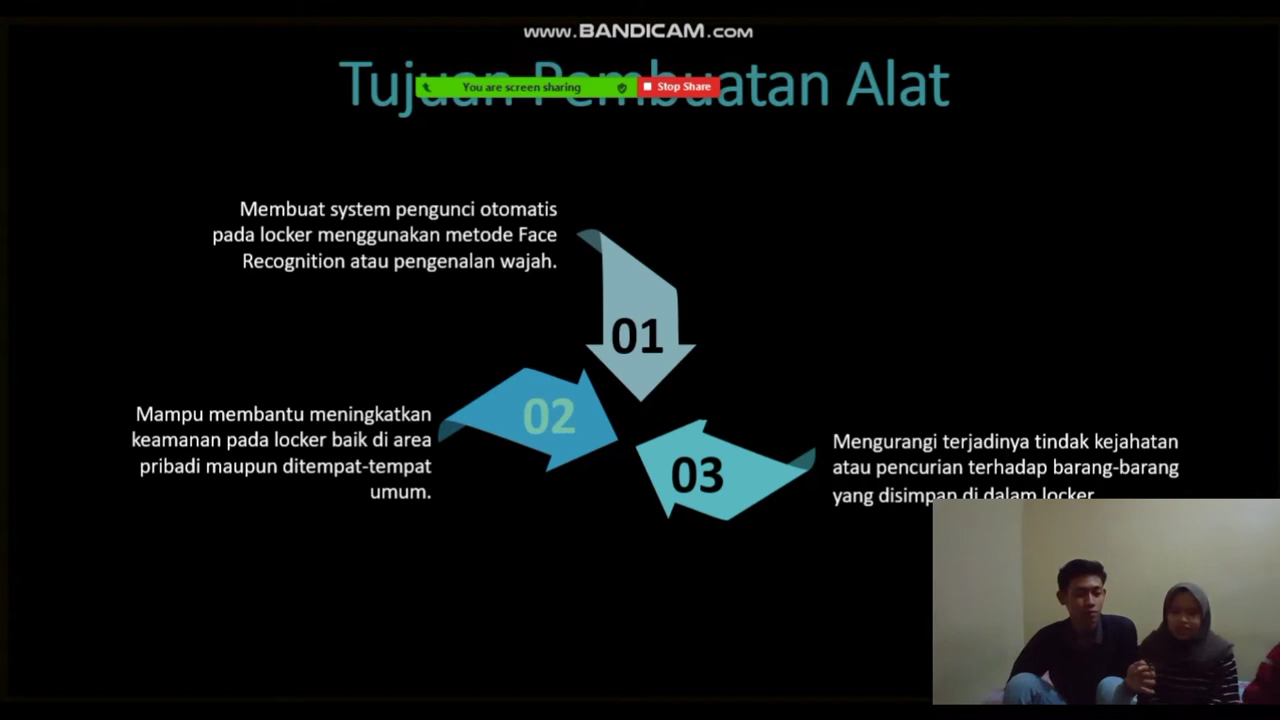 www.BANDICAM.com
Tujuan Pembuatan Alat
You are screen sharing
Stop Share
Membuat system pengunci otomatis
pada locker menggunakan metode Face
Recognition atau pengenalan wajah.
01
Mampu membantu meningkatkan
keamanan pada locker baik di area
pribadi maupun ditempat-tempat
umum.
02
03
Mengurangi terjadinya tindak kejahatan
atau pencurian terhadap barang-barang
yang disimpan di dalam locker